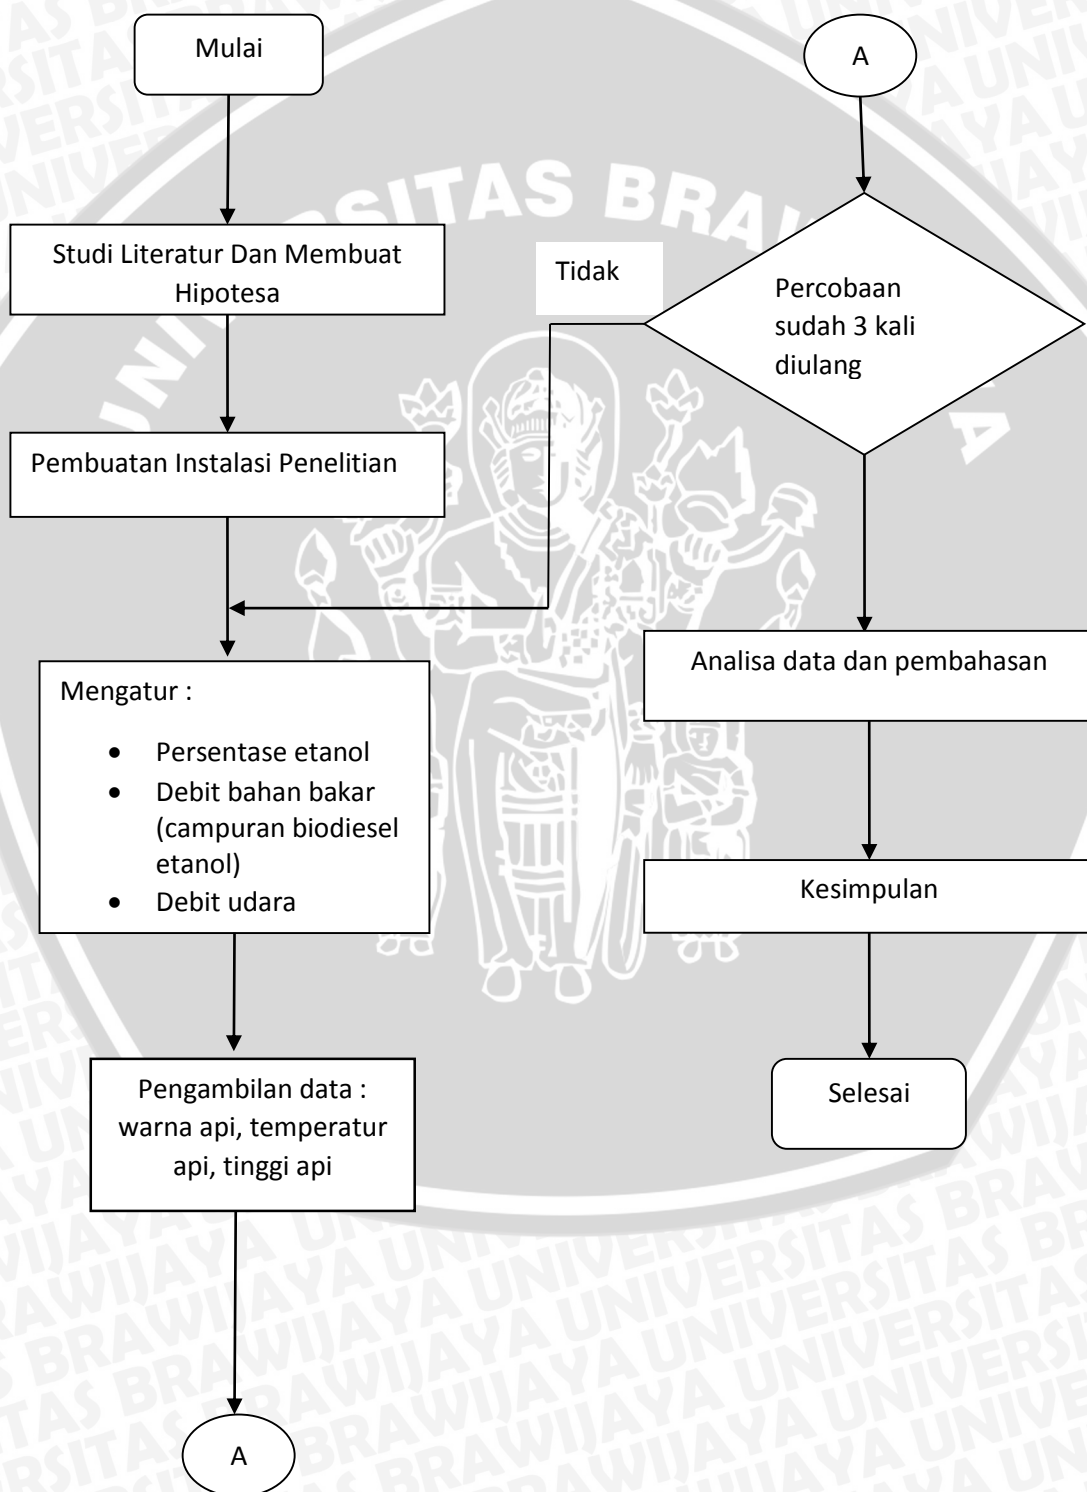 Mulai
Studi Literatur Dan Membuat
Hipotesa
Pembuatan Instalasi Penelitian
Mengatur :
• Persentase etanol
• Debit bahan bakar
(campuran biodiesel
etanol)
• Debit udara
Pengambilan data :
warna api, temperatur
api, tinggi api
A
A
Percobaan
sudah 3 kali
diulang
Tidak
Analisa data dan pembahasan
Kesimpulan
Selesai